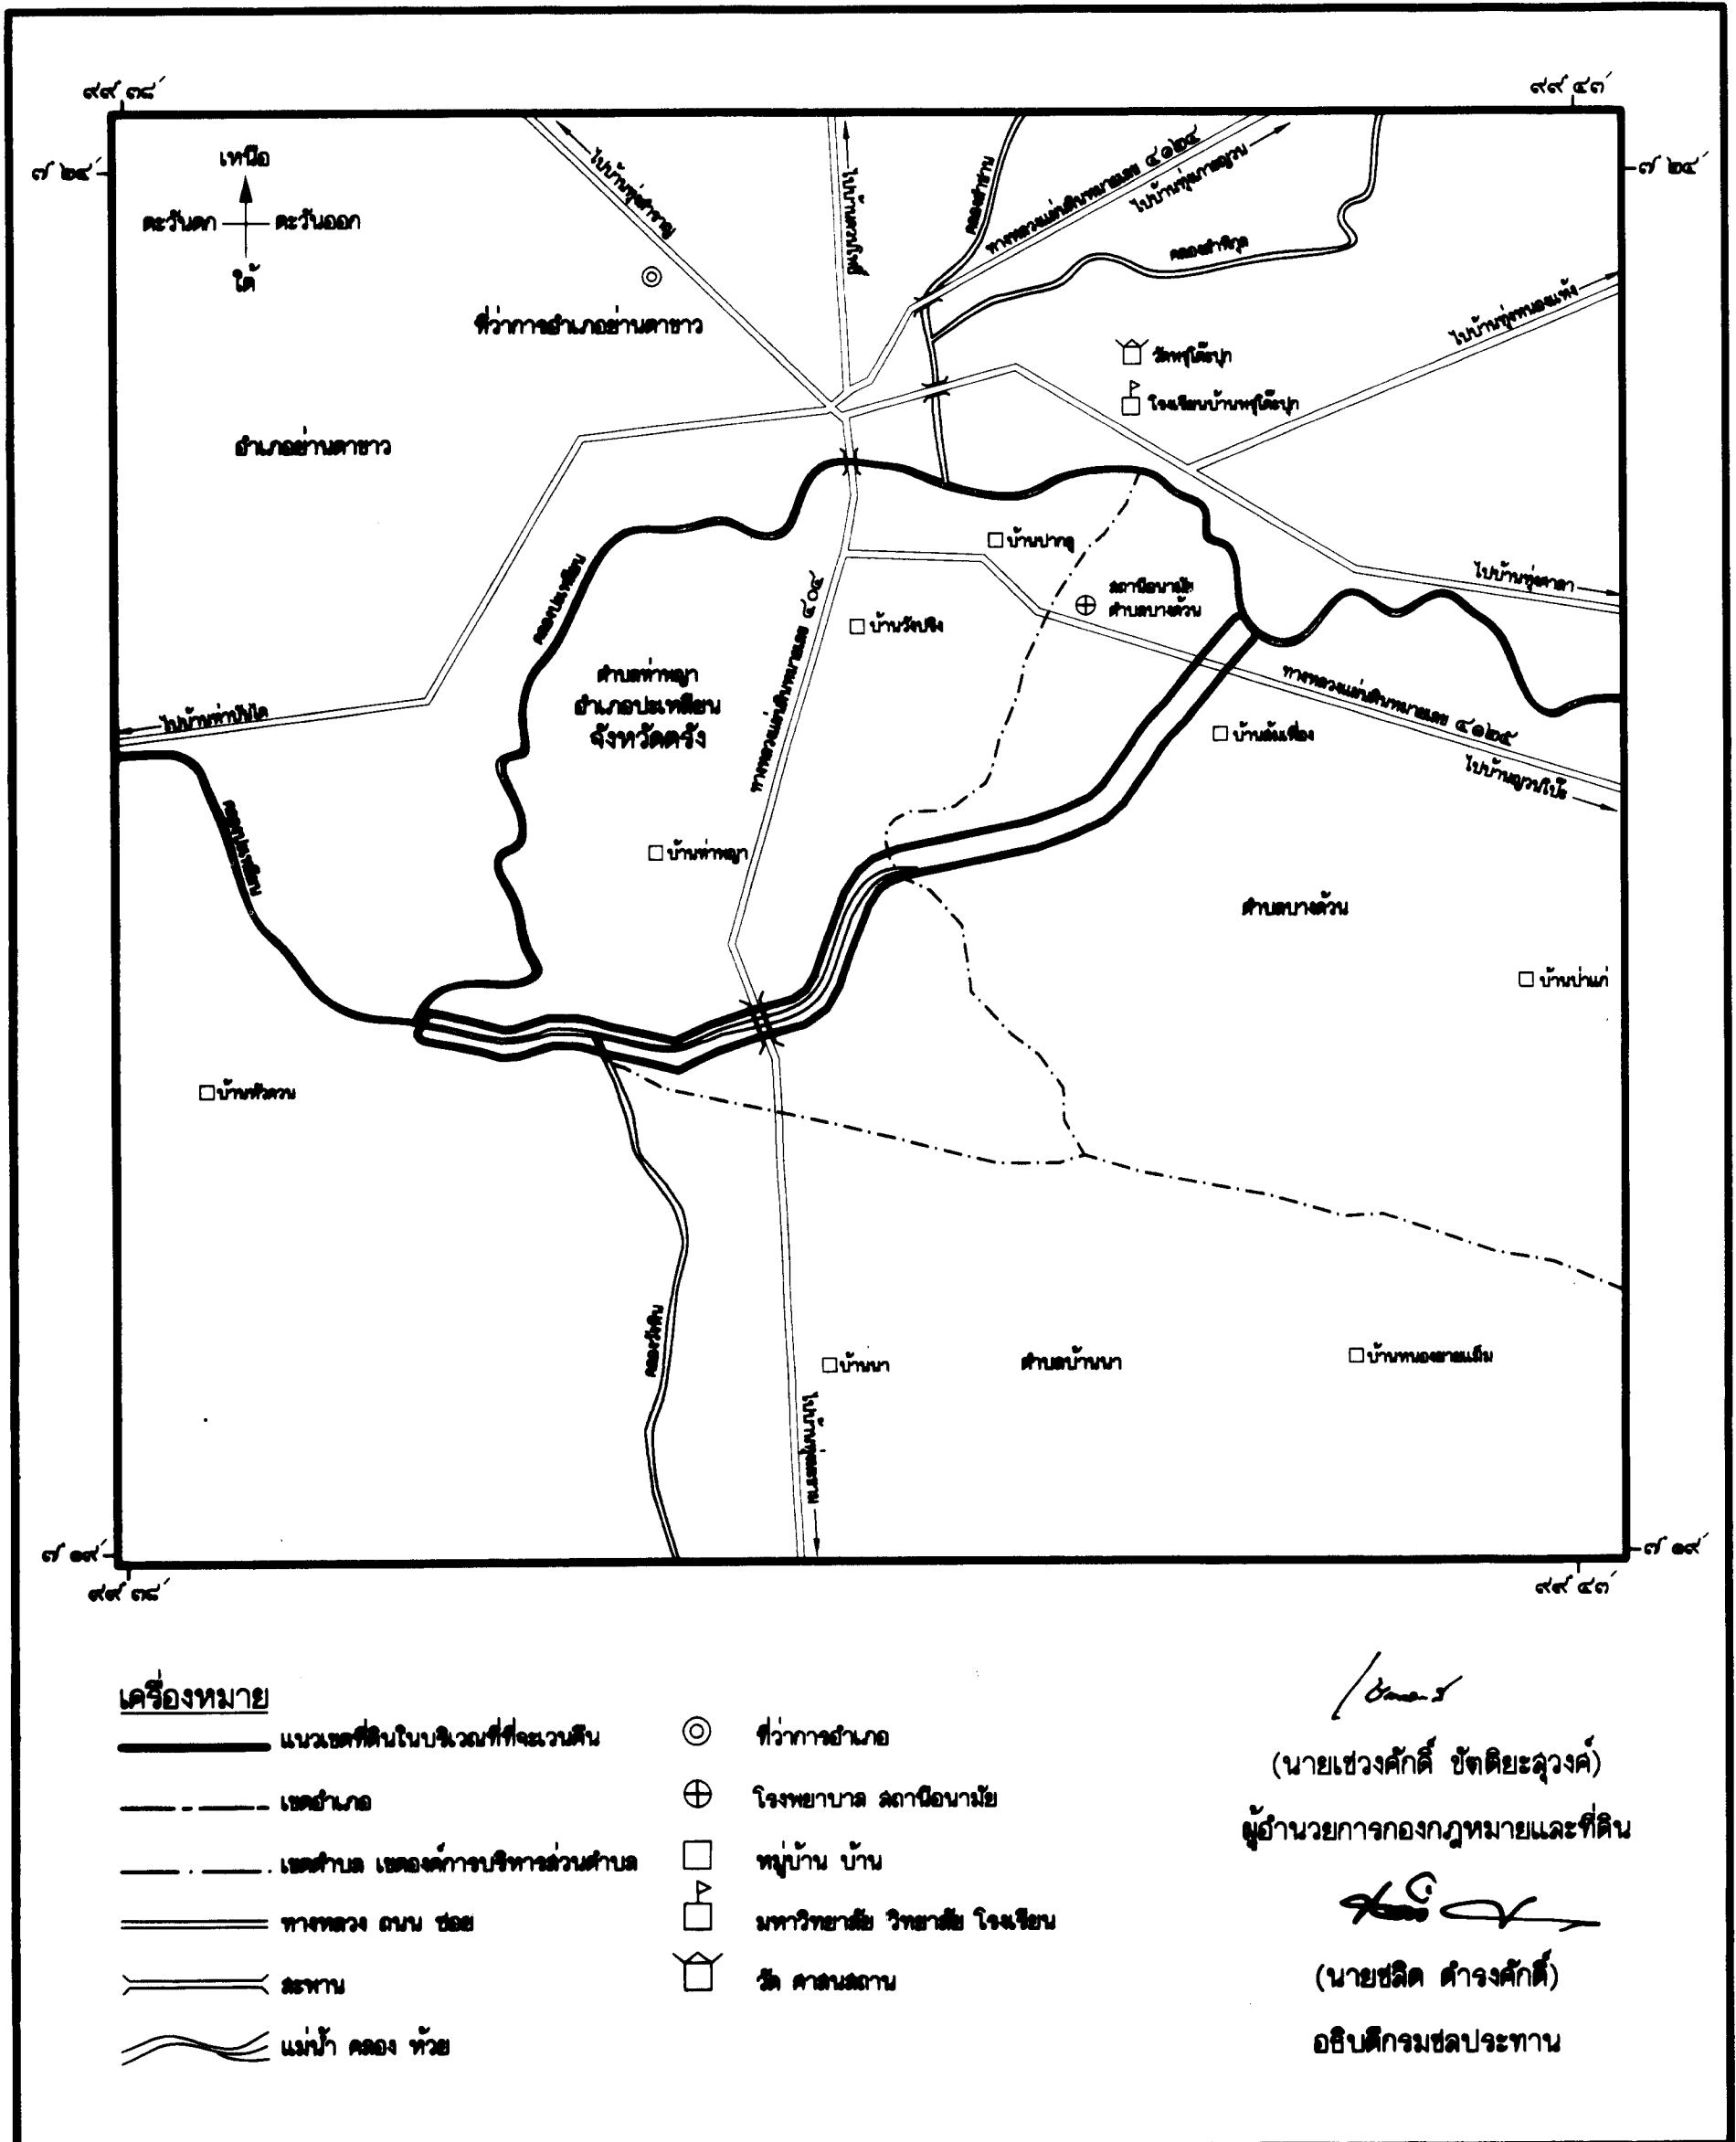 ๙๙° ๓๘′
๙๙° ๔๓′
๗° ๒๔′
๗° ๒๔′
เหนือ
ตะวันตก
ตะวันออก
ใต้
ไปบ้านทุ่งสำราญ
ไปบ้านควนโพธิ์
คลองลำช่าน
ทางหลวงแผ่นดินหมายเลข ๔๑๒๔
ไปบ้านทุ่งกายญวน
คลองลำพิกุล
ที่ว่าการอำเภอย่านตาขาว
ไปบ้านทุ่งหนองแห้ง
วัดพรุโต๊ะปุก
โรงเรียนบ้านพรุโต๊ะปุก
อำเภอย่านตาขาว
คลองปะเหลียน
บ้านปากคู
สถานีอนามัย
ตำบลบางด้วน
ไปบ้านทุ่งศาลา
บ้านวังปริง
ทางหลวงแผ่นดินหมายเลข ๔๐๔
ตำบลท่าพญา
อำเภอปะเหลียน
จังหวัดตรัง
ไปบ้านท่าบันได
ทางหลวงแผ่นดินหมายเลข ๔๑๒๕
บ้านส้มเฟือง
ไปบ้านญวนโป๊ะ
คลองปะเหลียน
บ้านท่าพญา
ตำบลบางด้วน
บ้านป่าแก่
บ้านหัวควน
คลองวังดิน
บ้านนา
ตำบลบ้านนา
บ้านหนองยายแม็ม
๗° ๑๙′
๗° ๑๙′
๙๙° ๓๘′
๙๙° ๔๓′
เครื่องหมาย
แนวเขตที่ดินในบริเวณที่ที่จะเวนคืน
ที่ว่าการอำเภอ
เขตอำเภอ
โรงพยาบาล สถานีอนามัย
เขตตำบล เขตองค์การบริหารส่วนตำบล
หมู่บ้าน บ้าน
ทางหลวง ถนน ซอย
มหาวิทยาลัย วิทยาลัย โรงเรียน
สะพาน
วัด ศาสนสถาน
แม่น้ำ คลอง ห้วย
(นายเชวงศักดิ์ ขัตติยะสุวงศ์)
ผู้อำนวยการกองกฎหมายและที่ดิน
(นายชลิต ดำรงศักดิ์)
อธิบดีกรมชลประทาน